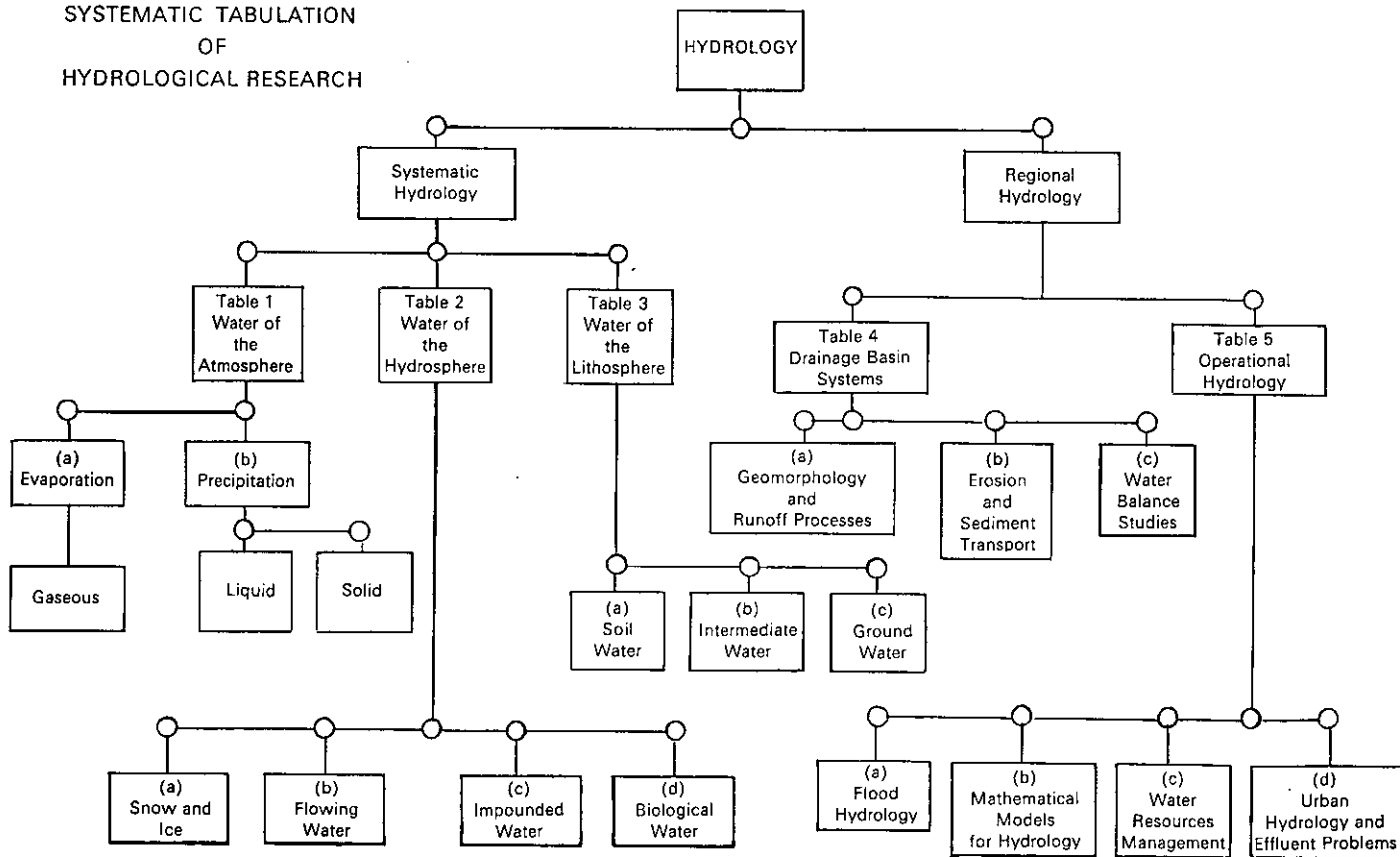 SYSTEMATIC TABULATION
OF
HYDROLOGICAL RESEARCH
HYDROLOGY
Systematic
Hydrology
Regional
Hydrology
Table 1
Water of
the
Atmosphere
Table 2
Water of
the
Hydrosphere
Table 3
Water of
the
Lithosphere
Table 4
Drainage Basin
Systems
Table 5
Operational
Hydrology
(a)
Evaporation
(b)
Precipitation
(a)
Geomorphology
and
Runoff Processes
(b)
Erosion
and
Sediment
Transport
(c)
Water
Balance
Studies
Gaseous
Liquid
Solid
(a)
Soil
Water
(b)
Intermediate
Water
(c)
Ground
Water
(a)
Snow and
Ice
(b)
Flowing
Water
(c)
Impounded
Water
(d)
Biological
Water
(a)
Flood
Hydrology
(b)
Mathematical
Models
for Hydrology
(c)
Water
Resources
Management
(d)
Urban
Hydrology and
Effluent Problems